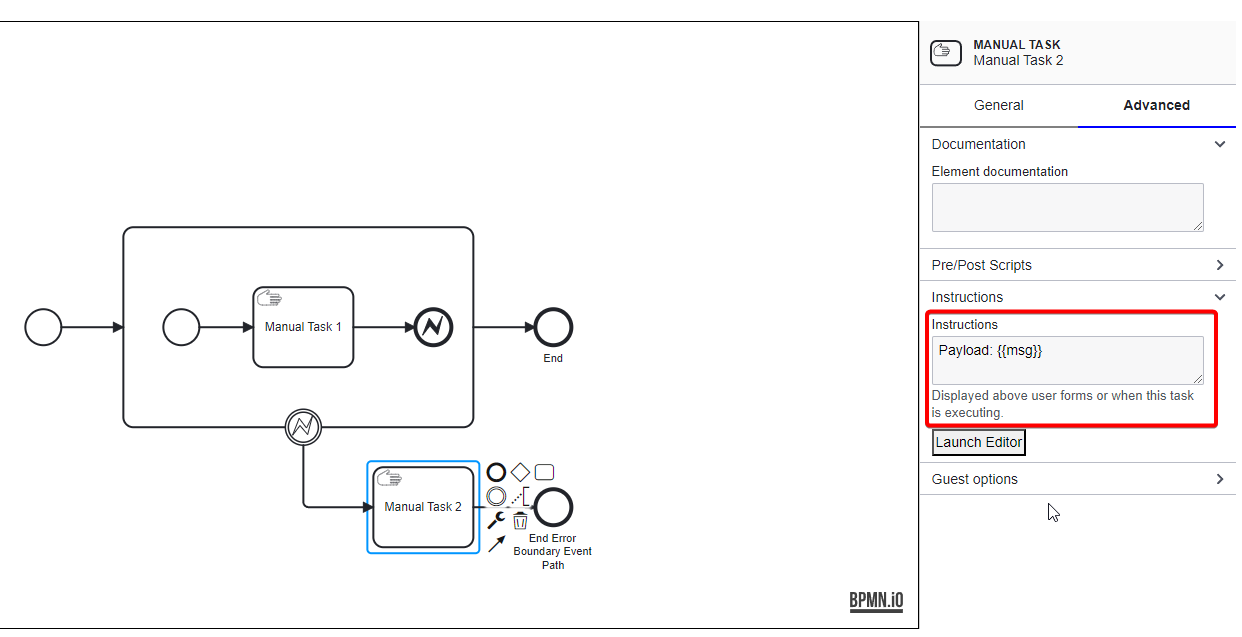 MANUAL TASK
Manual Task 2
General
Advanced
Documentation
Element documentation
Pre/Post Scripts
Instructions
Instructions
Payload: {{msg}}
Displayed above user forms or when this task
is executing.
Launch Editor
Guest options
Manual Task 1
End
Manual Task 2
End Error
Boundary Event
Path
BPMN.iO